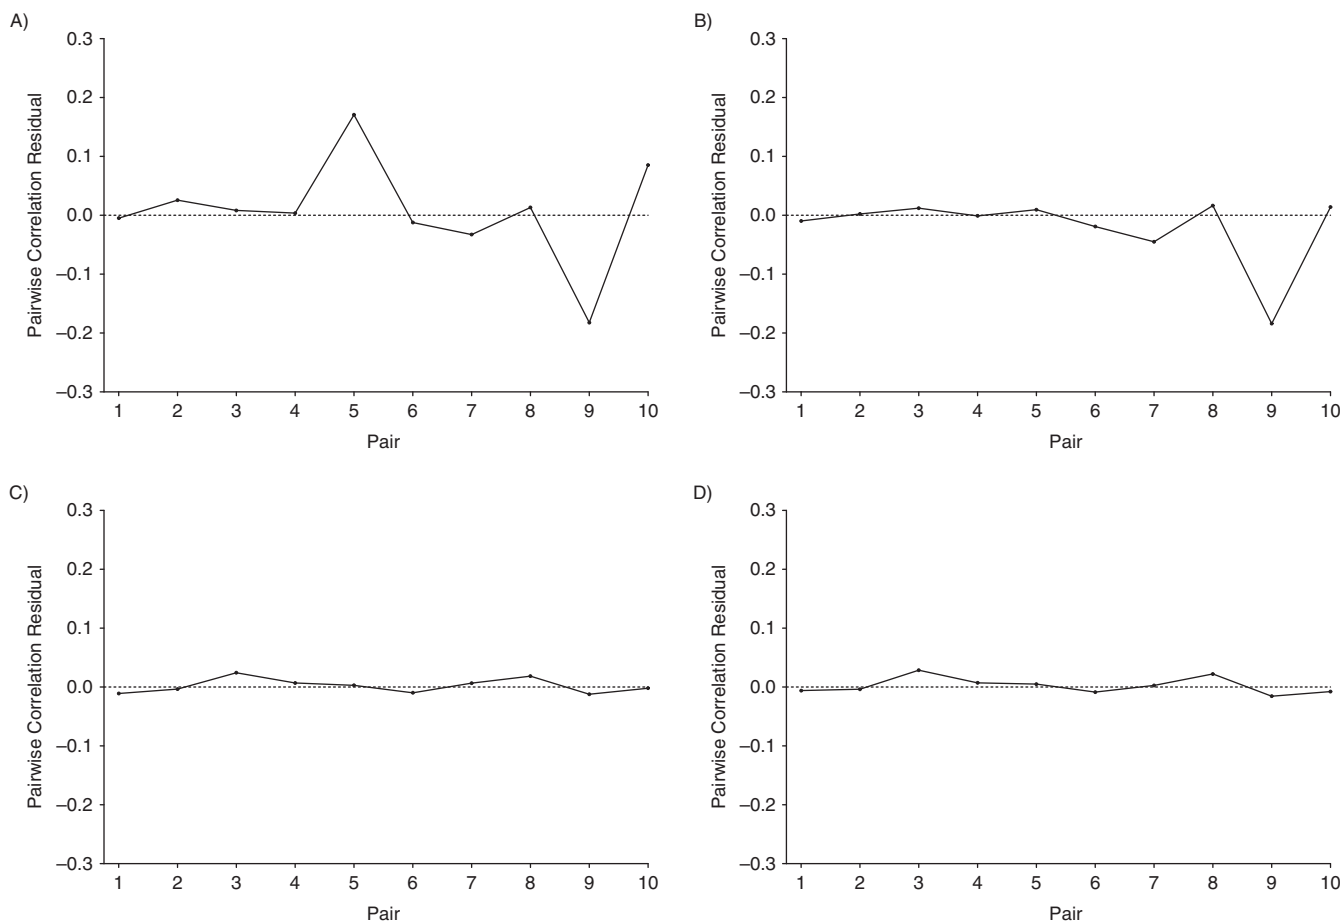 A)
Pairwise Correlation Residual
0.3
0.2
0.1
0.0
–0.1
–0.2
–0.3
1 2 3 4 5 6 7 8 9 10
Pair
B)
Pairwise Correlation Residual
0.3
0.2
0.1
0.0
–0.1
–0.2
–0.3
1 2 3 4 5 6 7 8 9 10
Pair
C)
Pairwise Correlation Residual
0.3
0.2
0.1
0.0
–0.1
–0.2
–0.3
1 2 3 4 5 6 7 8 9 10
Pair
D)
Pairwise Correlation Residual
0.3
0.2
0.1
0.0
–0.1
–0.2
–0.3
1 2 3 4 5 6 7 8 9 10
Pair